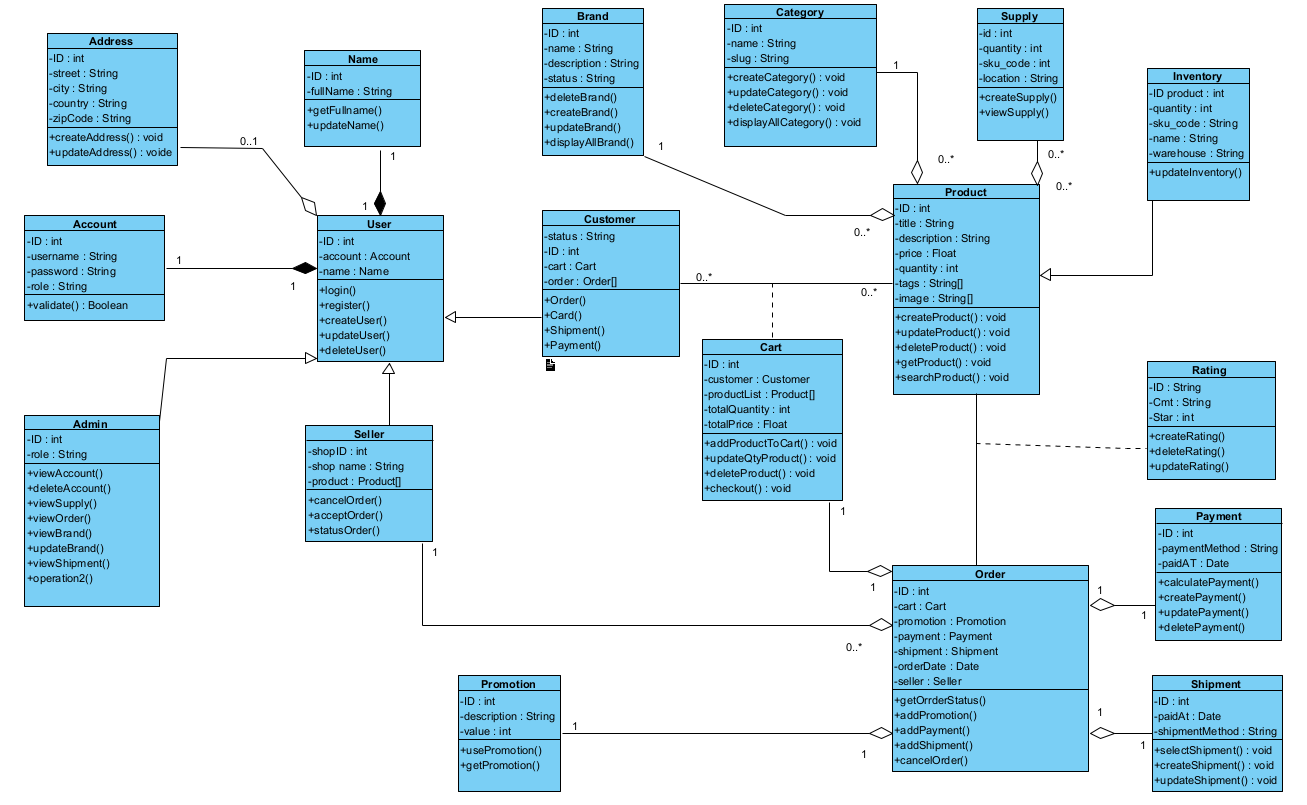 Address
-ID : int
-street : String
-city : String
-country : String
-zipCode : String
+createAddress() : void
+updateAddress() : voide
0..1
Name
-ID : int
-fullName : String
+getFullname()
+updateName()
1
1
Brand
-ID : int
-name : String
-description : String
-status : String
+deleteBrand()
+createBrand()
+updateBrand()
+displayAllBrand()
1
0..*
Category
-ID : int
-name : String
-slug : String
+createCategory() : void
+updateCategory() : void
+deleteCategory() : void
+displayAllCategory() : void
1
0..*
Supply
-id : int
-quantity : int
-sku_code : int
-location : String
+createSupply()
+viewSupply()
0..*
0..*
Inventory
-ID product : int
-quantity : int
-sku_code : String
-name : String
-warehouse : String
+updateInventory()
Account
-ID : int
-username : String
-password : String
-role : String
+validate() : Boolean
1
1
User
-ID : int
-account : Account
-name : Name
+login()
+register()
+createUser()
+updateUser()
+deleteUser()
Customer
-status : String
-ID : int
-cart : Cart
-order : Order[]
+Order()
+Card()
+Shipment()
+Payment()
0..*
0..*
Product
-ID : int
-title : String
-description : String
-price : Float
-quantity : int
-tags : String[]
-image : String[]
+createProduct() : void
+updateProduct() : void
+deleteProduct() : void
+getProduct() : void
+searchProduct() : void
Cart
-ID : int
-customer : Customer
-productList : Product[]
-totalQuantity : int
-totalPrice : Float
+addProductToCart() : void
+updateQtyProduct() : void
+deleteProduct() : void
+checkout() : void
1
1
Rating
-ID : String
-Cmt : String
-Star : int
+createRating()
+deleteRating()
+updateRating()
Admin
-ID : int
-role : String
+viewAccount()
+deleteAccount()
+viewSupply()
+viewOrder()
+viewBrand()
+updateBrand()
+viewShipment()
+operation2()
Seller
-shopID : int
-shop name : String
-product : Product[]
+cancelOrder()
+acceptOrder()
+statusOrder()
1
0..*
Order
-ID : int
-cart : Cart
-promotion : Promotion
-payment : Payment
-shipment : Shipment
-orderDate : Date
-seller : Seller
+getOrrderStatus()
+addPromotion()
+addPayment()
+addShipment()
+cancelOrder()
Payment
-ID : int
-paymentMethod : String
-paidAT : Date
+calculatePayment()
+createPayment()
+updatePayment()
+deletePayment()
1
1
Promotion
-ID : int
-description : String
-value : int
+usePromotion()
+getPromotion()
1
1
Shipment
-ID : int
-paidAt : Date
-shipmentMethod : String
+selectShipment() : void
+createShipment() : void
+updateShipment() : void
1
1